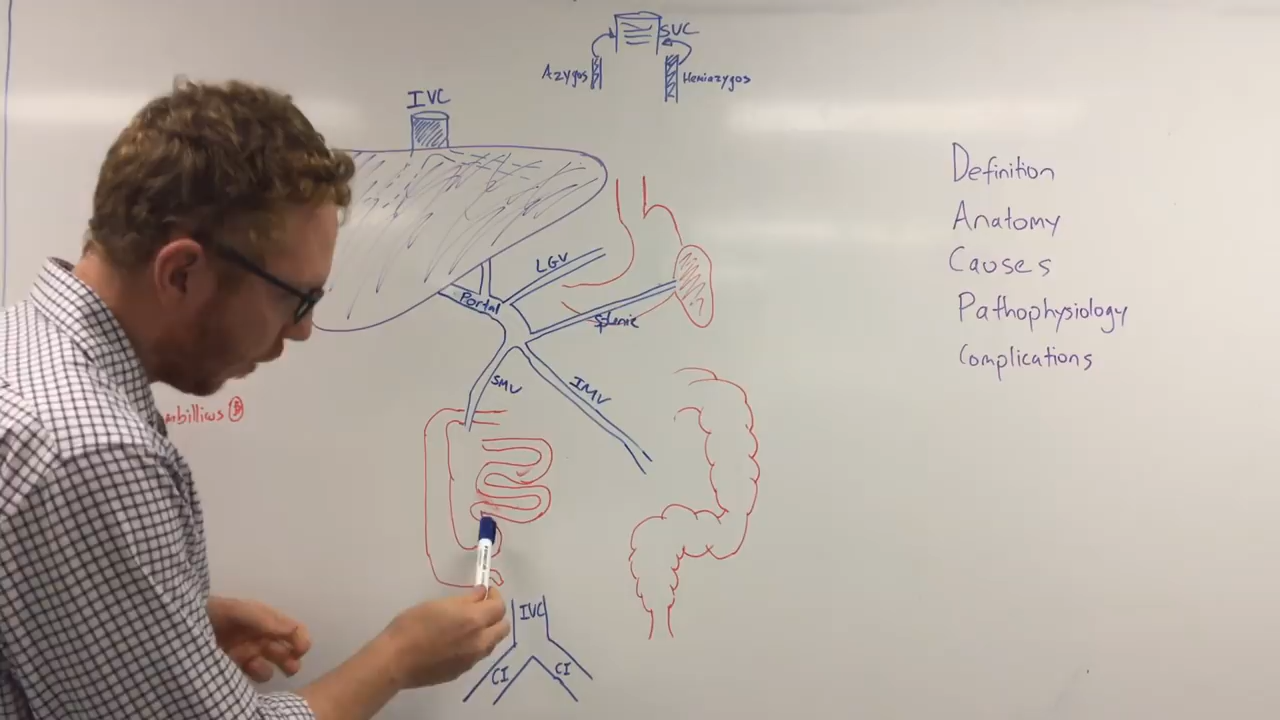 SVC
Azygos
Hemiazygos
IVC
Definition
Anatomy
Causes
Pathophysiology
Complications
LGV
Portal
Splenic
SMV
IMV
IVC
CI
CI